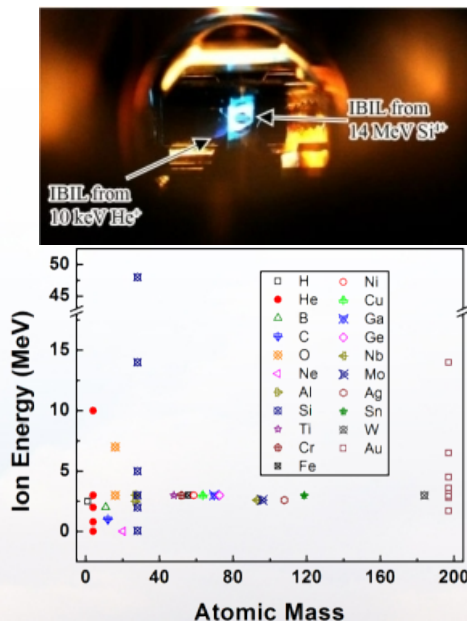 IBIL from
14 MeV Si⁴⁺
IBIL from
10 keV He⁺
Ion Energy (MeV)
50
45
15
10
5
0
0 40 80 120 160 200
Atomic Mass
H
He
B
C
O
Ne
Al
Si
Ti
Cr
Fe
Ni
Cu
Ga
Ge
Nb
Mo
Ag
Sn
W
Au